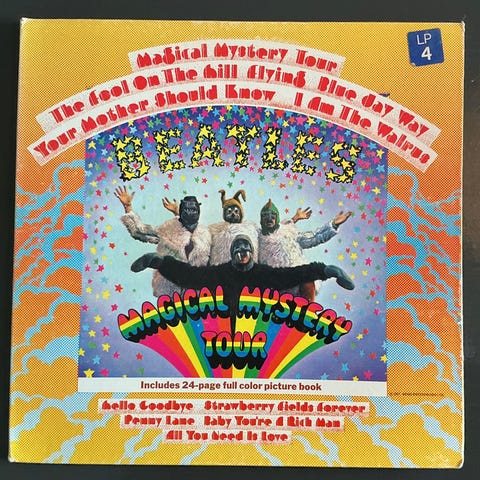 LP
4
Magical Mystery Tour
The Fool On The Hill Flying Blue Jay Way
Your Mother Should Know I Am The Walrus
BEATLES
MAGICAL MYSTERY
TOUR
Includes 24-page full color picture book
Hello Goodbye Strawberry Fields Forever
Penny Lane Baby You're A Rich Man
All You Need Is Love